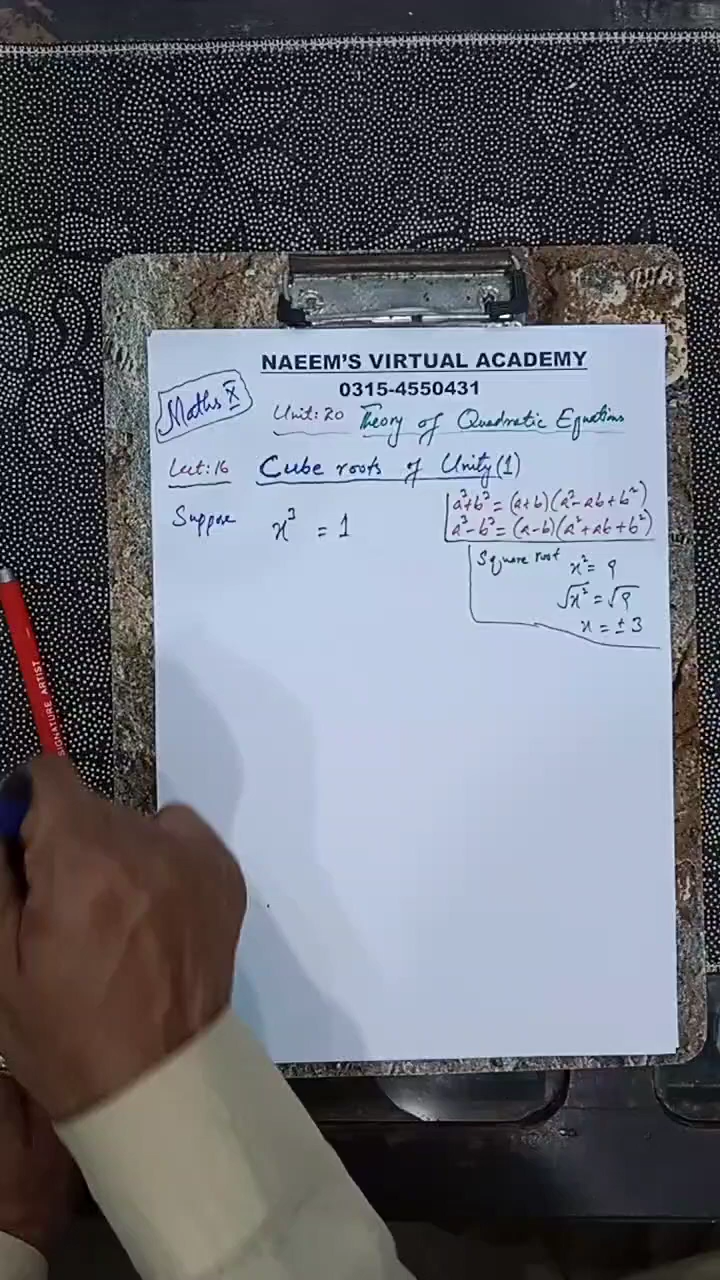 NAEEM'S VIRTUAL ACADEMY
0315-4550431
Maths X
Unit: 20 Theory of Quadratic Equations
Lect: 16 Cube roots of Unity (1)
Suppose x³ = 1
a³+b³ = (a+b)(a²-ab+b²)
a³-b³ = (a-b)(a²+ab+b²)
Square root x² = 9
√x² = √9
x = ±3
SIGNATURE ARTIST